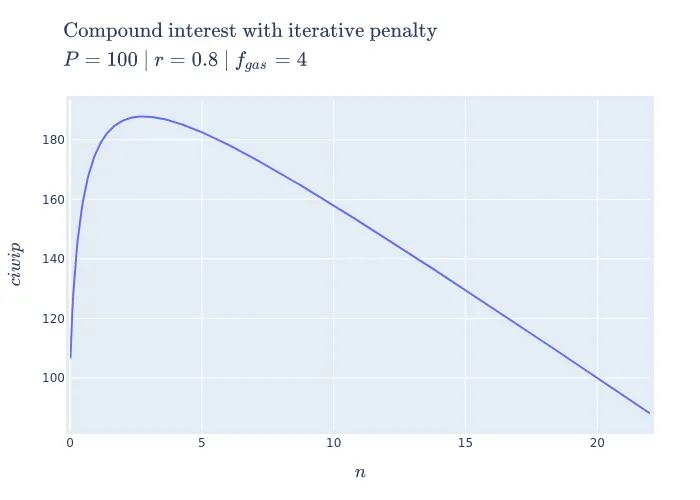 Compound interest with iterative penalty
P = 100 | r = 0.8 | f_gas = 4
180
160
140
120
100
ciwip
0 5 10 15 20
n